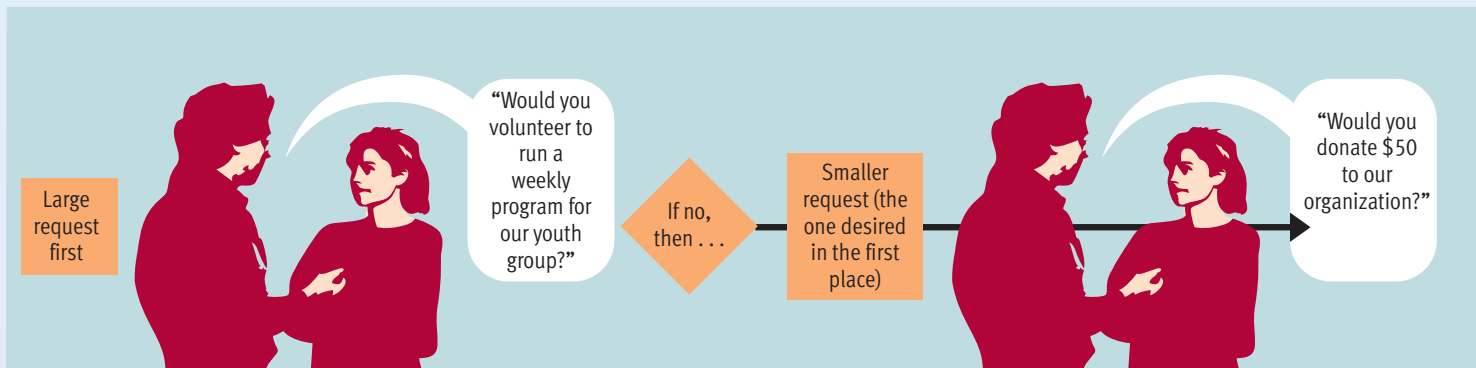 Large
request
first
“Would you
volunteer to
run a
weekly
program for
our youth
group?”
If no,
then . . .
Smaller
request (the
one desired
in the first
place)
“Would you
donate $50
to our
organization?”